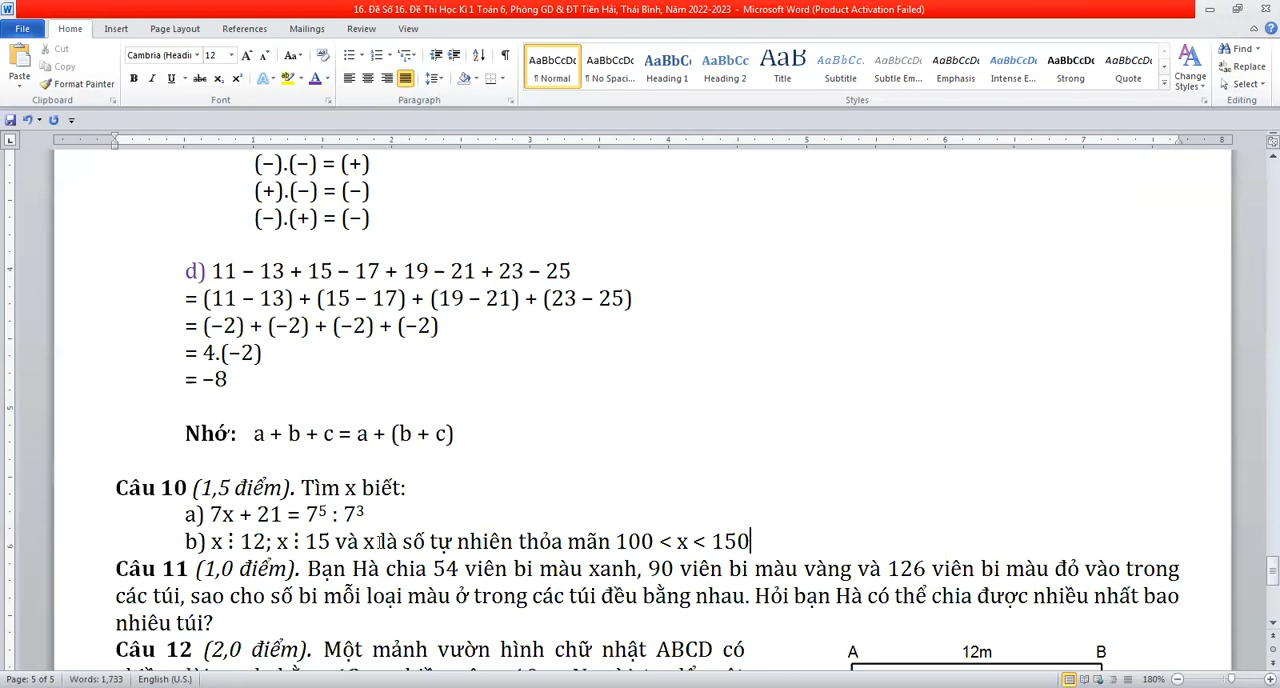 16. Đề Số 16. Đề Thi Học Kì 1 Toán 6, Phòng GD & ĐT Tiền Hải, Thái Bình, Năm 2022-2023 - Microsoft Word (Product Activation Failed)
File Home Insert Page Layout References Mailings Review View
Cut
Copy
Format Painter
Paste
Clipboard
Cambria (Headi 12
Font
Paragraph
AaBbCcDc AaBbCcDc AaBbC AaBbCc AaB AaBbCc. AaBbCcDc AaBbCcDc AaBbCcDc AaBbCcDc AaBbCcDc
¶ Normal ¶ No Spaci... Heading 1 Heading 2 Title Subtitle Subtle Em... Emphasis Intense E... Strong Quote
Styles
Change Styles
Find
Replace
Select
Editing
(−).(−) = (+)
(+).(−) = (−)
(−).(+) = (−)
d) 11 − 13 + 15 − 17 + 19 − 21 + 23 − 25
= (11 − 13) + (15 − 17) + (19 − 21) + (23 − 25)
= (−2) + (−2) + (−2) + (−2)
= 4.(−2)
= −8
Nhớ: a + b + c = a + (b + c)
Câu 10 (1,5 điểm). Tìm x biết:
a) 7x + 21 = 7⁵ : 7³
b) x ⋮ 12; x ⋮ 15 và x là số tự nhiên thỏa mãn 100 < x < 150
Câu 11 (1,0 điểm). Bạn Hà chia 54 viên bi màu xanh, 90 viên bi màu vàng và 126 viên bi màu đỏ vào trong
các túi, sao cho số bi mỗi loại màu ở trong các túi đều bằng nhau. Hỏi bạn Hà có thể chia được nhiều nhất bao
nhiêu túi?
Câu 12 (2,0 điểm). Một mảnh vườn hình chữ nhật ABCD có
A 12m B
Page: 5 of 5 Words: 1,733 English (U.S.) 180%